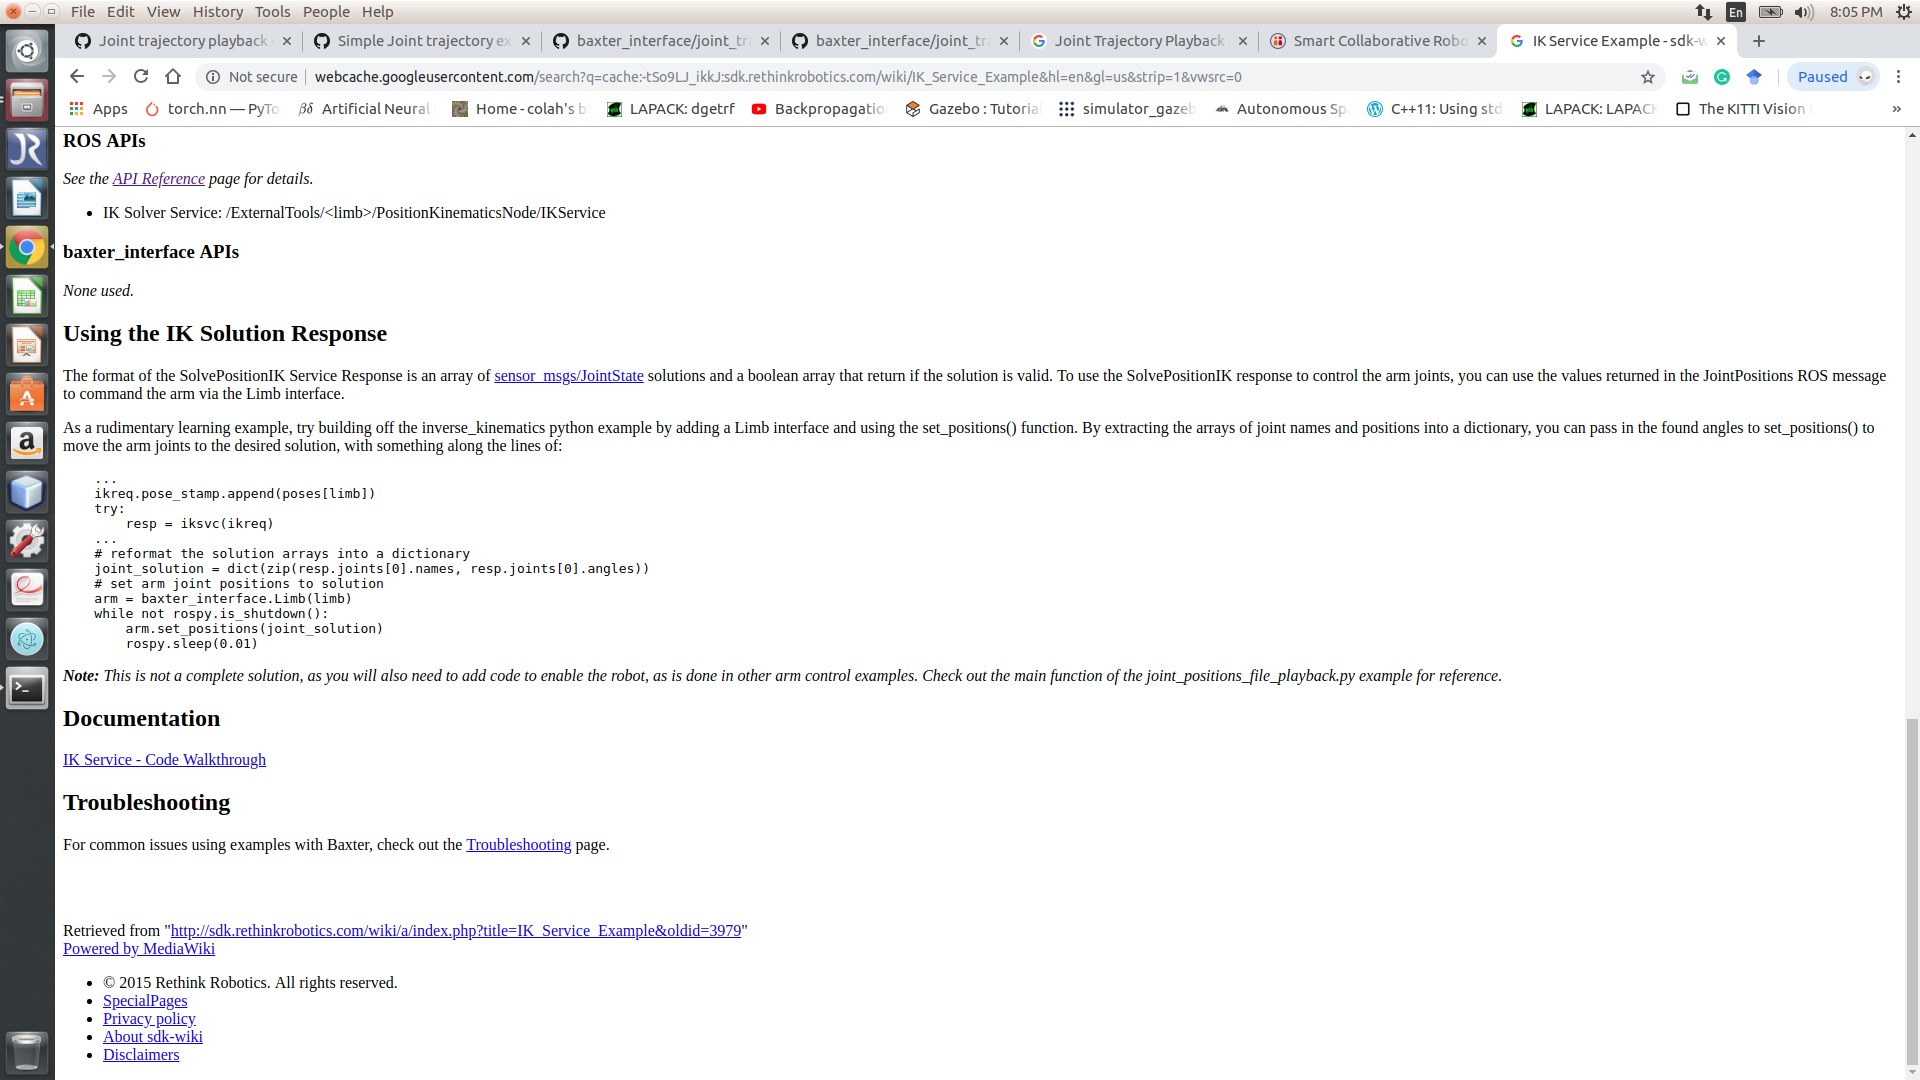 File Edit View History Tools People Help
En
8:05 PM
Joint trajectory playback
Simple Joint trajectory ex
baxter_interface/joint_tr
baxter_interface/joint_tr
Joint Trajectory Playback
Smart Collaborative Robo
IK Service Example - sdk-w
Not secure
webcache.googleusercontent.com/search?q=cache:-tSo9LJ_ikkJ:sdk.rethinkrobotics.com/wiki/IK_Service_Example&hl=en&gl=us&strip=1&vwsrc=0
Paused
Apps
torch.nn — PyTo
Artificial Neural
Home - colah's b
LAPACK: dgetrf
Backpropagatio
Gazebo : Tutoria
simulator_gazeb
Autonomous Sp
C++11: Using std
LAPACK: LAPACK
The KITTI Vision
»
ROS APIs
See the API Reference page for details.
• IK Solver Service: /ExternalTools/<limb>/PositionKinematicsNode/IKService
baxter_interface APIs
None used.
Using the IK Solution Response
The format of the SolvePositionIK Service Response is an array of sensor_msgs/JointState solutions and a boolean array that return if the solution is valid. To use the SolvePositionIK response to control the arm joints, you can use the values returned in the JointPositions ROS message
to command the arm via the Limb interface.
As a rudimentary learning example, try building off the inverse_kinematics python example by adding a Limb interface and using the set_positions() function. By extracting the arrays of joint names and positions into a dictionary, you can pass in the found angles to set_positions() to
move the arm joints to the desired solution, with something along the lines of:
...
ikreq.pose_stamp.append(poses[limb])
try:
    resp = iksvc(ikreq)
...
# reformat the solution arrays into a dictionary
joint_solution = dict(zip(resp.joints[0].names, resp.joints[0].angles))
# set arm joint positions to solution
arm = baxter_interface.Limb(limb)
while not rospy.is_shutdown():
    arm.set_positions(joint_solution)
    rospy.sleep(0.01)
Note: This is not a complete solution, as you will also need to add code to enable the robot, as is done in other arm control examples. Check out the main function of the joint_positions_file_playback.py example for reference.
Documentation
IK Service - Code Walkthrough
Troubleshooting
For common issues using examples with Baxter, check out the Troubleshooting page.
Retrieved from "http://sdk.rethinkrobotics.com/wiki/a/index.php?title=IK_Service_Example&oldid=3979"
Powered by MediaWiki
• © 2015 Rethink Robotics. All rights reserved.
• SpecialPages
• Privacy policy
• About sdk-wiki
• Disclaimers